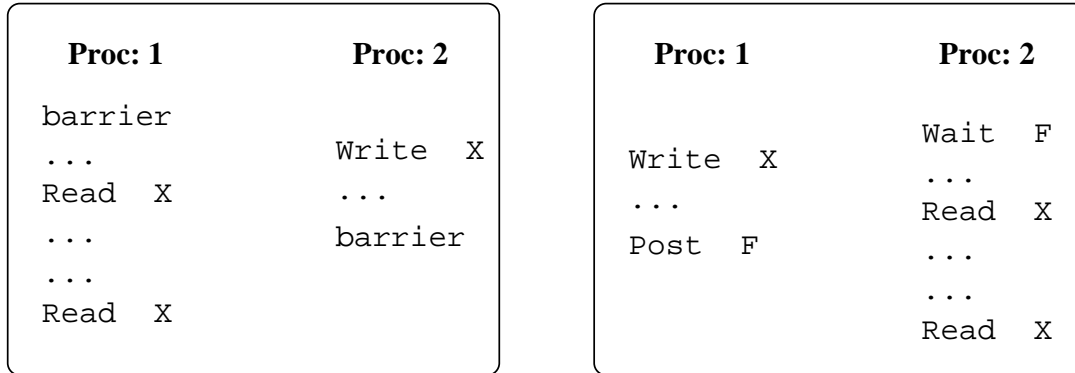 Proc: 1
barrier
...
Read X
...
...
Read X
Proc: 2
Write X
...
barrier
Proc: 1
Write X
...
Post F
Proc: 2
Wait F
...
Read X
...
...
Read X